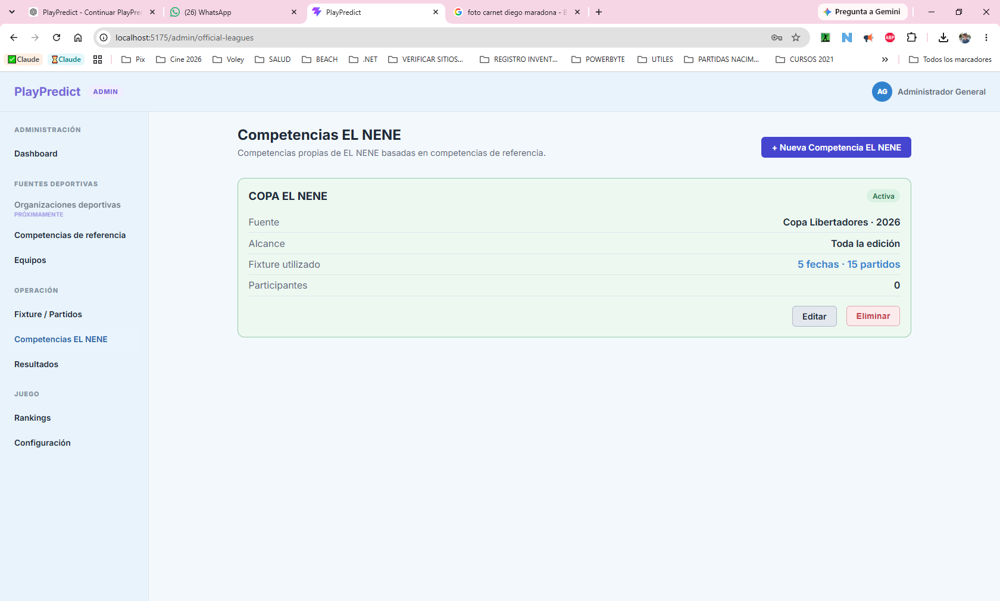 PlayPredict - Continuar PlayPre
(26) WhatsApp
PlayPredict
foto carnet diego maradona - B
Pregunta a Gemini
localhost:5175/admin/official-leagues
ABP
Claude
Claude
Pix
Cine 2026
Voley
SALUD
BEACH
.NET
VERIFICAR SITIOS...
REGISTRO INVENT...
POWERBYTE
UTILES
PARTIDAS NACIM...
CURSOS 2021
Todos los marcadores
PlayPredict ADMIN
AG Administrador General
ADMINISTRACIÓN
Dashboard
FUENTES DEPORTIVAS
Organizaciones deportivas
PRÓXIMAMENTE
Competencias de referencia
Equipos
OPERACIÓN
Fixture / Partidos
Competencias EL NENE
Resultados
JUEGO
Rankings
Configuración
Competencias EL NENE
Competencias propias de EL NENE basadas en competencias de referencia.
+ Nueva Competencia EL NENE
COPA EL NENE
Activa
Fuente Copa Libertadores · 2026
Alcance Toda la edición
Fixture utilizado 5 fechas · 15 partidos
Participantes 0
Editar
Eliminar